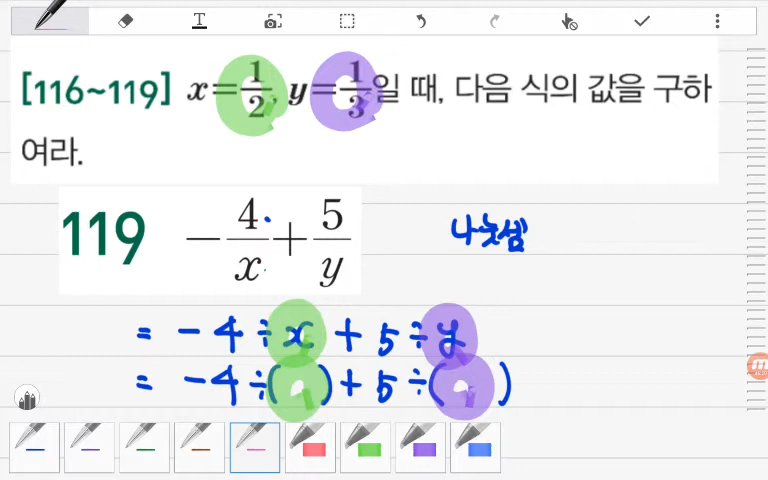 [116~119] x=1/2, y=1/3일 때, 다음 식의 값을 구하
여라.
119 -4/x+5/y
나눗셈
= -4÷x+5÷y
= -4÷( )+5÷( )